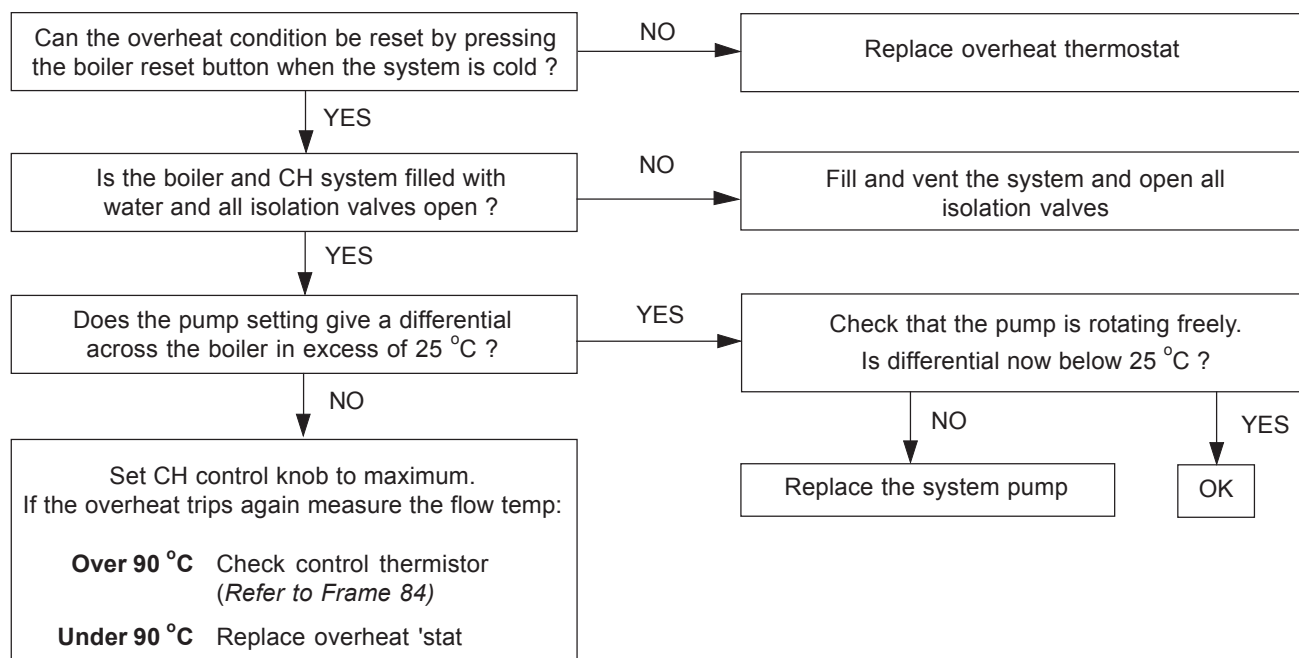 Can the overheat condition be reset by pressing
the boiler reset button when the system is cold ?
NO
Replace overheat thermostat
YES
Is the boiler and CH system filled with
water and all isolation valves open ?
NO
Fill and vent the system and open all
isolation valves
YES
Does the pump setting give a differential
across the boiler in excess of 25 °C ?
YES
Check that the pump is rotating freely.
Is differential now below 25 °C ?
NO
NO
YES
Set CH control knob to maximum.
If the overheat trips again measure the flow temp:
Over 90 °C Check control thermistor
(Refer to Frame 84)
Under 90 °C Replace overheat 'stat
Replace the system pump
OK